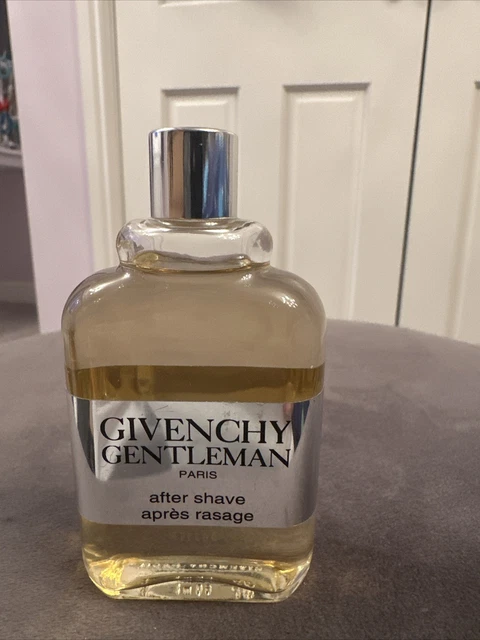 GIVENCHY
GENTLEMAN
PARIS
after shave
après rasage